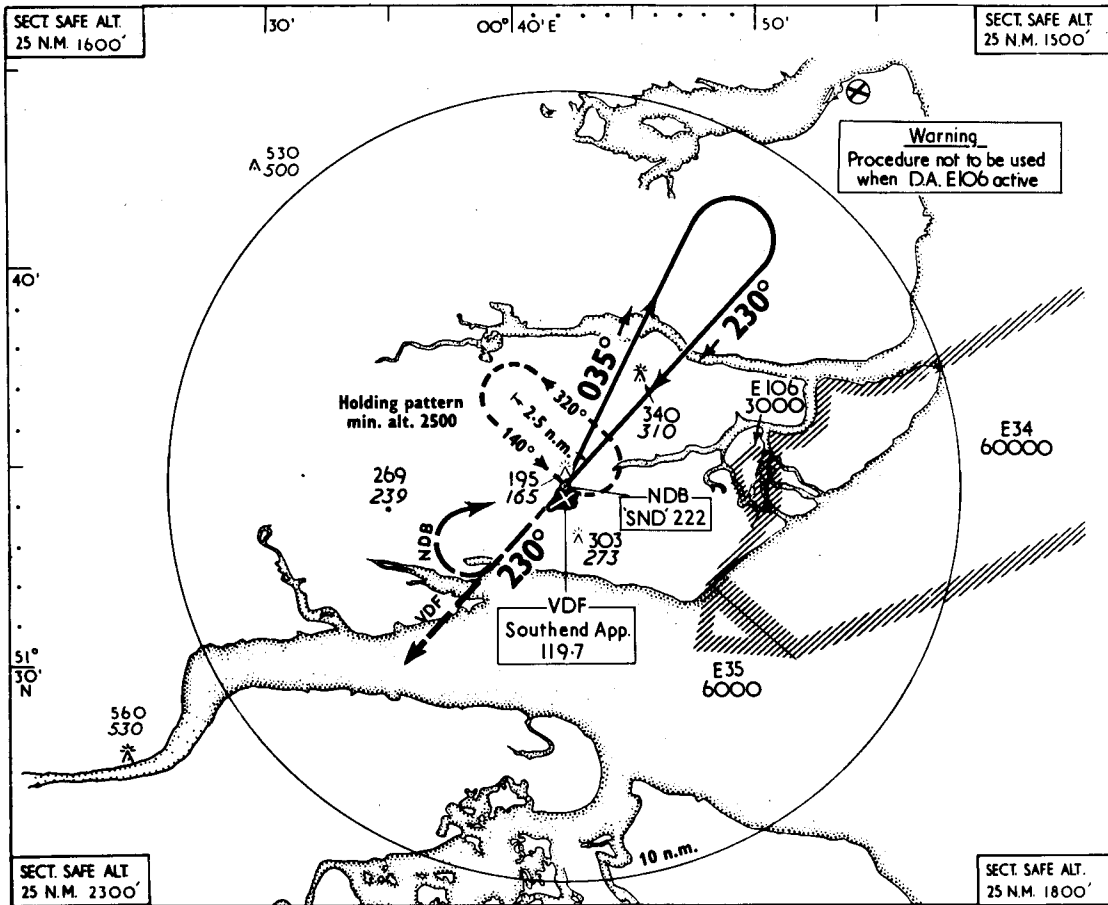 SECT. SAFE ALT.
25 N.M. 1600'
30'
00° 40' E
50'
SECT. SAFE ALT.
25 N.M. 1500'
Warning
Procedure not to be used
when D.A. E106 active
530
500
40'
230°
035°
E106
3000
E34
60000
Holding pattern
min. alt. 2500
320°
2.5 n.m.
140°
340
310
269
239
195
165
NDB
'SND' 222
NDB
303
273
230°
VDF
VDF
Southend App.
119·7
51°
30'
N
E35
6000
560
530
10 n.m.
SECT. SAFE ALT.
25 N.M. 2300'
SECT. SAFE ALT.
25 N.M. 1800'